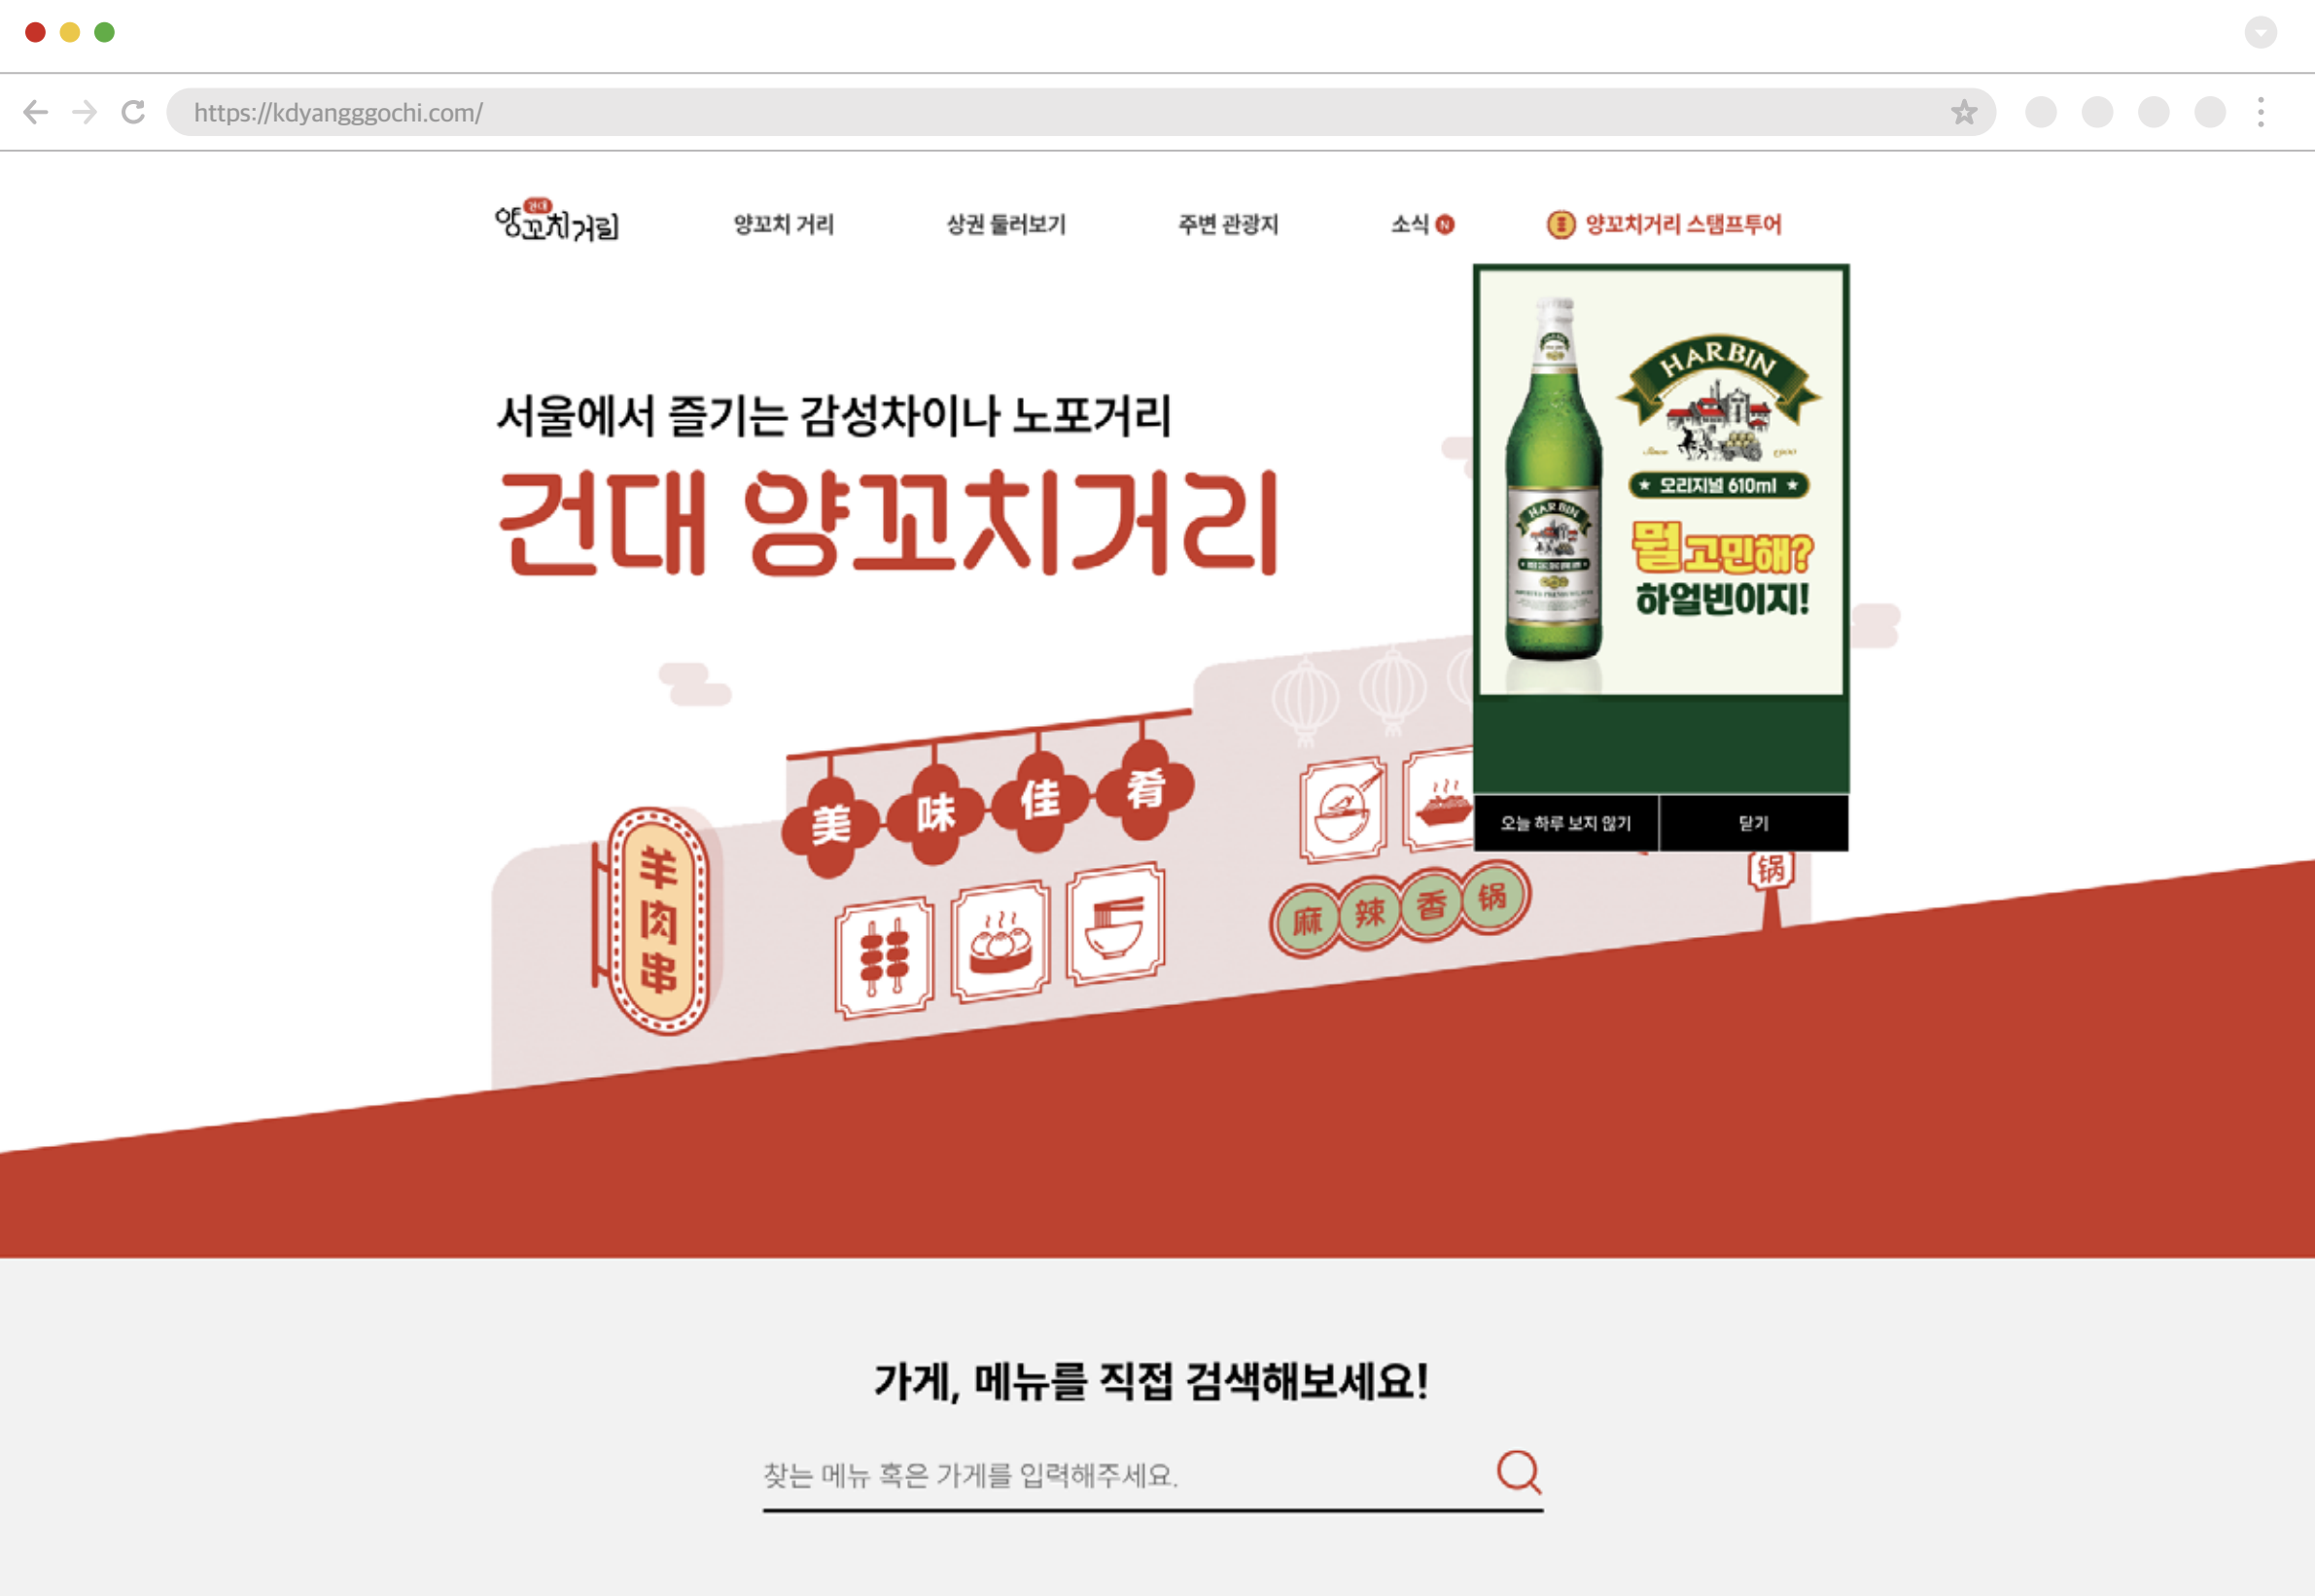 https://kdyangggochi.com/
건대
양꼬치거리
양꼬치 거리
상권 둘러보기
주변 관광지
소식 N
양꼬치거리 스탬프투어
서울에서 즐기는 감성차이나 노포거리
건대 양꼬치거리
HARBIN
Since 1900
★ 오리지널 610ml ★
뭘고민해?
하얼빈이지!
HARBIN
오늘 하루 보지 않기
닫기
美味佳肴
羊肉串
麻辣香锅
锅
가게, 메뉴를 직접 검색해보세요!
찾는 메뉴 혹은 가게를 입력해주세요.